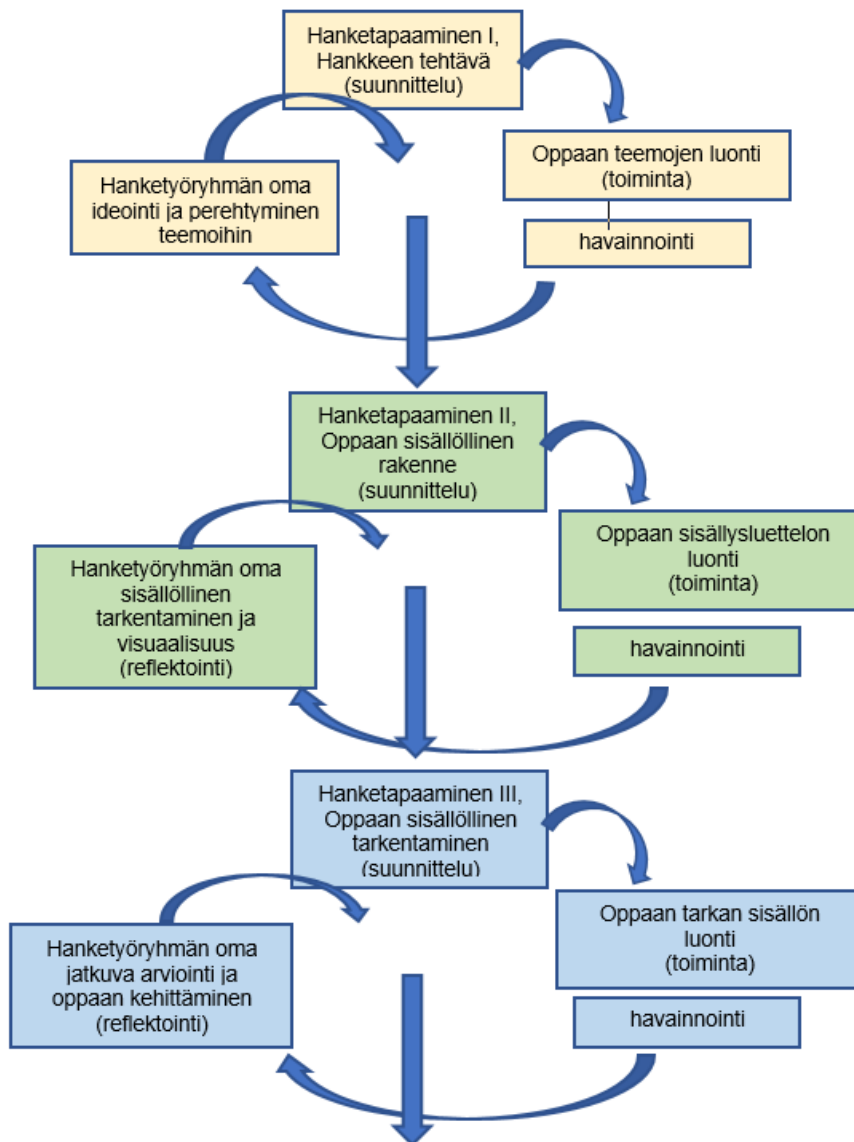 Hanketapaaminen I,
Hankkeen tehtävä
(suunnittelu)
Oppaan teemojen luonti
(toiminta)
havainnointi
Hanketyöryhmän oma
ideointi ja perehtyminen
teemoihin
Hanketapaaminen II,
Oppaan sisällöllinen
rakenne
(suunnittelu)
Oppaan sisällysluettelon
luonti
(toiminta)
havainnointi
Hanketyöryhmän oma
sisällöllinen
tarkentaminen ja
visuaalisuus
(reflektointi)
Hanketapaaminen III,
Oppaan sisällöllinen
tarkentaminen
(suunnittelu)
Oppaan tarkan sisällön
luonti
(toiminta)
havainnointi
Hanketyöryhmän oma
jatkuva arviointi ja
oppaan kehittäminen
(reflektointi)